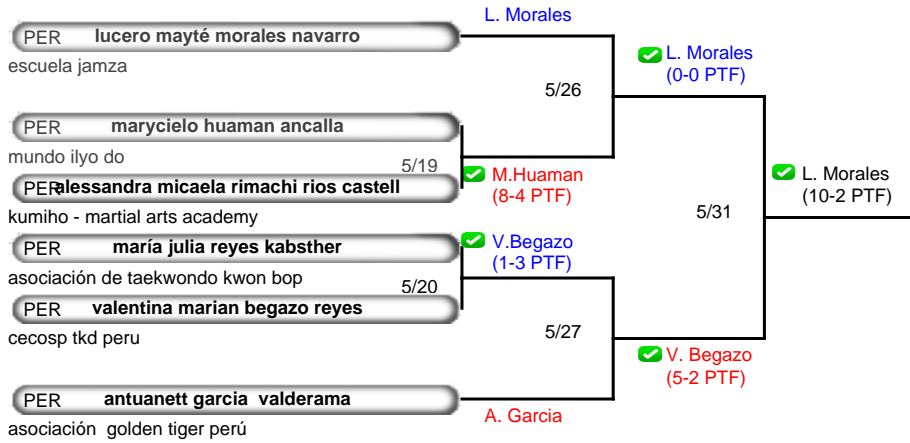 L. Morales
PER lucero mayté morales navarro
escuela jamza
L. Morales
(0-0 PTF)
5/26
PER marycielo huaman ancalla
mundo ilyo do
5/19
M.Huaman
(8-4 PTF)
PER alessandra micaela rimachi rios castell
kumiho - martial arts academy
L. Morales
(10-2 PTF)
5/31
PER maría julia reyes kabsther
asociación de taekwondo kwon bop
V.Begazo
(1-3 PTF)
5/20
PER valentina marian begazo reyes
cecosp tkd peru
5/27
V. Begazo
(5-2 PTF)
PER antuanett garcia valderama
asociación golden tiger perú
A. Garcia